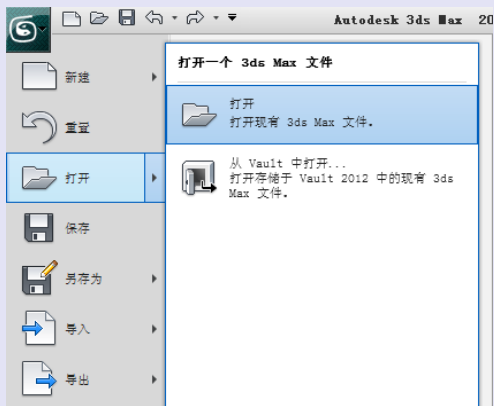 Autodesk 3ds Max 20
新建
重置
打开
保存
另存为
导入
导出
打开一个 3ds Max 文件
打开
打开现有 3ds Max 文件.
从 Vault 中打开...
打开存储于 Vault 2012 中的现有 3ds
Max 文件.